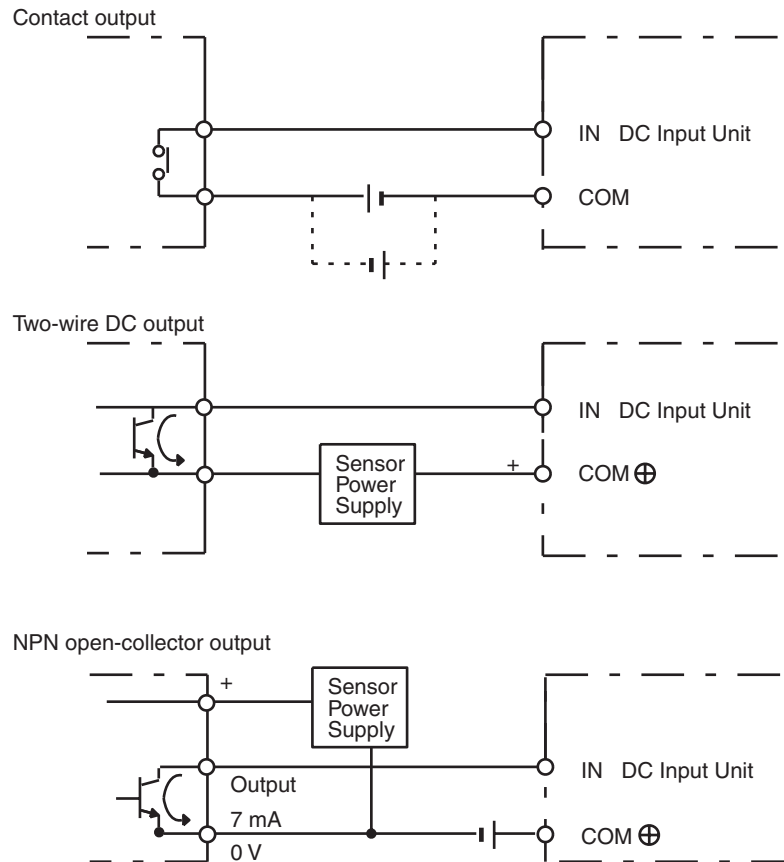 Contact output
IN DC Input Unit
COM
Two-wire DC output
IN DC Input Unit
Sensor
Power
Supply
+
COM ⊕
NPN open-collector output
+
Sensor
Power
Supply
Output
IN DC Input Unit
7 mA
0 V
COM ⊕